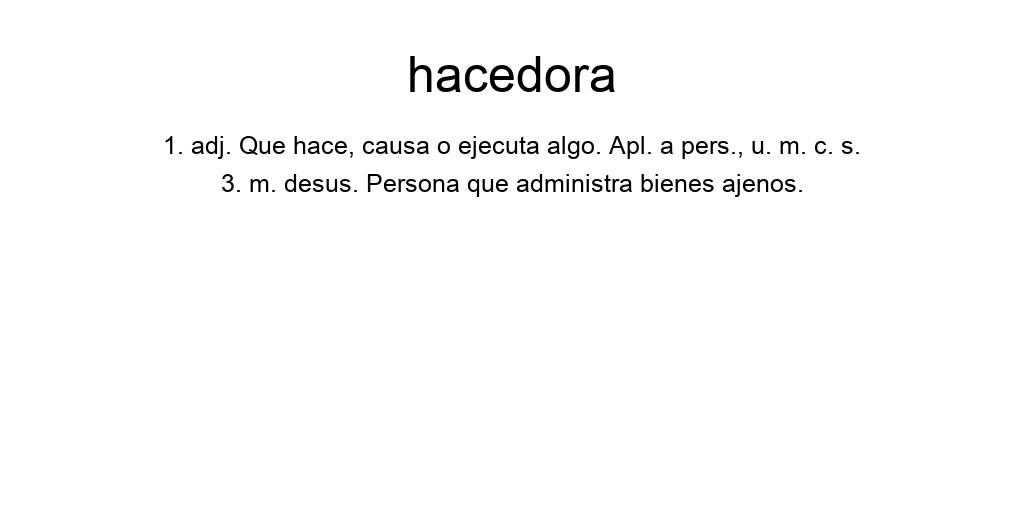 hacedora
1. adj. Que hace, causa o ejecuta algo. Apl. a pers., u. m. c. s.
3. m. desus. Persona que administra bienes ajenos.